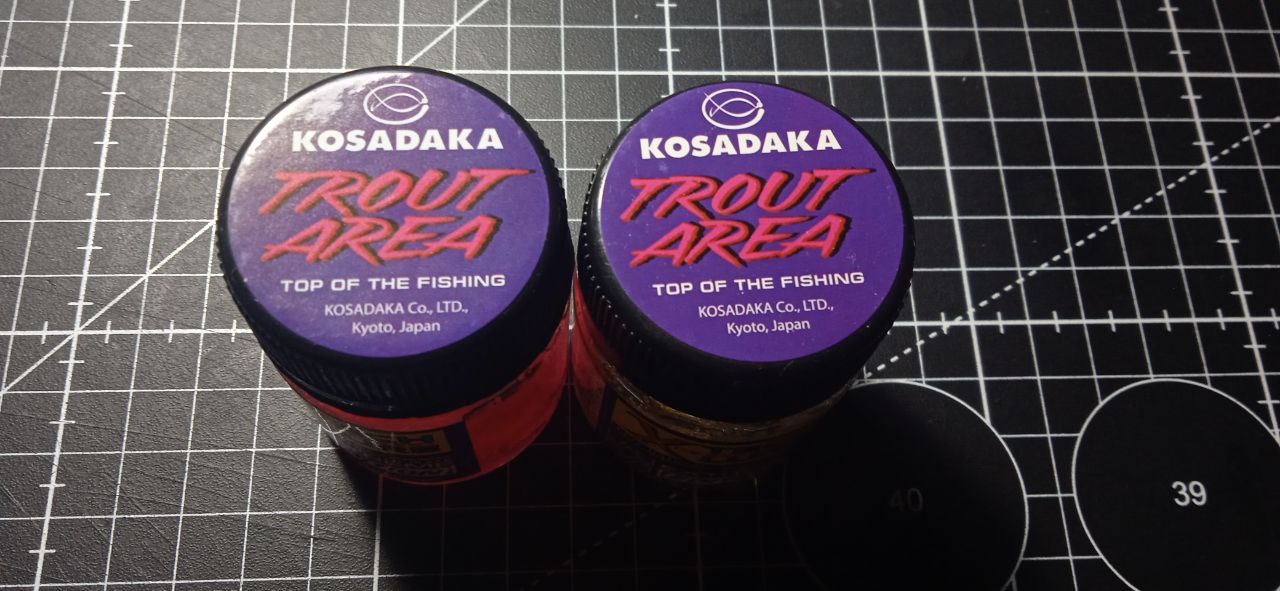 KOSADAKA
TROUT
AREA
TOP OF THE FISHING
KOSADAKA Co., LTD.,
Kyoto, Japan
KOSADAKA
TROUT
AREA
TOP OF THE FISHING
KOSADAKA Co., LTD.,
Kyoto, Japan
40
39